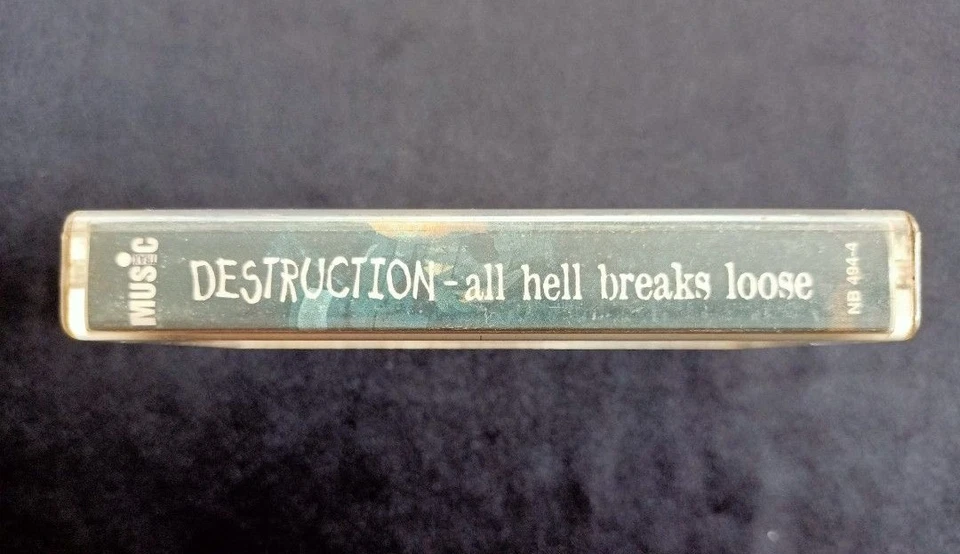 MUSIC
DESTRUCTION - all hell breaks loose
NB 494-4